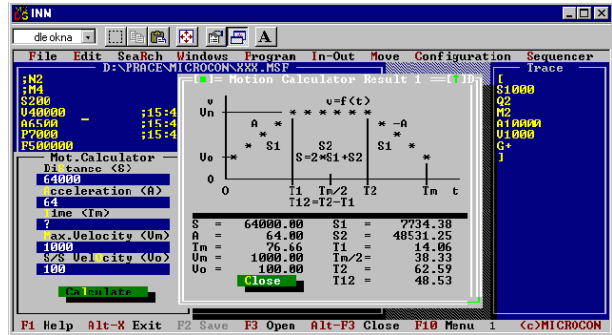 INN
dle okna
File Edit SeaRch Windows Program In-Out Move Configuration Sequencer
D:\PRACE\MICROCON\XXX.MSF
;N2
;M4
S200
V40000 _ ;15:4
A6500 ;15:4
P7000 ;15:4
F500000
Mot.Calculator
Distance (S)
64000
Acceleration (A)
64
Time (Tm)
?
Max.Velocity (Vm)
1000
S/S Velocity (Vo)
100
Calculate
Motion Calculator Result 1
v v=f(t)
Vm * * * * * *
A * * -A
* *
* S1 S2 S1 *
Vo * S=2*S1+S2 *
0
0 T1 Tm/2 T2 Tm t
T12=T2-T1
S = 64000.00 S1 = 7734.38
A = 64.00 S2 = 48531.25
Tm = 76.66 T1 = 14.06
Vm = 1000.00 Tm/2= 38.33
Vo = 100.00 T2 = 62.59
Close T12 = 48.53
Trace
[
S1000
Q2
M2
A10000
V1000
G+
]
F1 Help Alt-X Exit F2 Save F3 Open Alt-F3 Close F10 Menu 1 (c)MICROCON